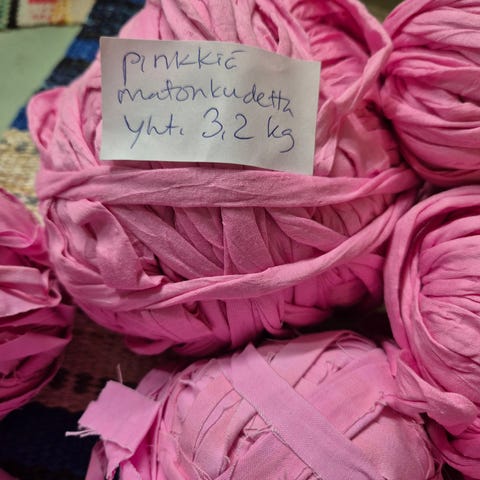 pinkkiä
matonkudetta
yht. 3,2 kg